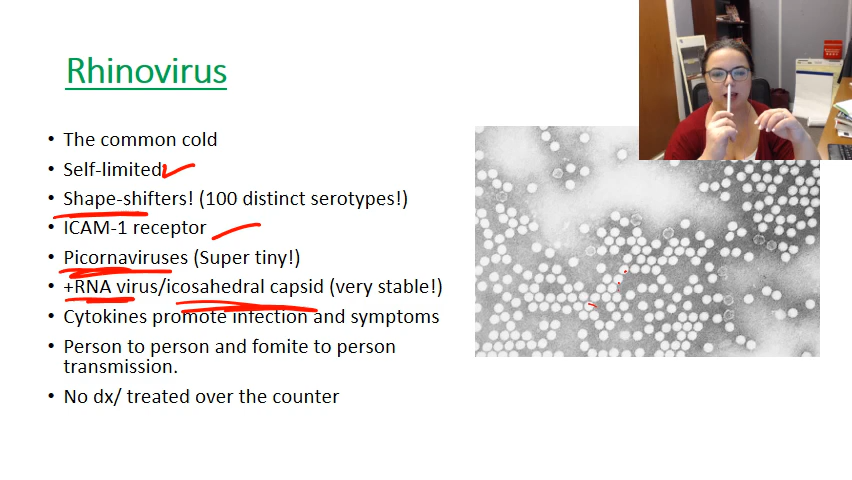 Rhinovirus
• The common cold
• Self-limited
• Shape-shifters! (100 distinct serotypes!)
• ICAM-1 receptor
• Picornaviruses (Super tiny!)
• +RNA virus/icosahedral capsid (very stable!)
• Cytokines promote infection and symptoms
• Person to person and fomite to person
transmission.
• No dx/ treated over the counter